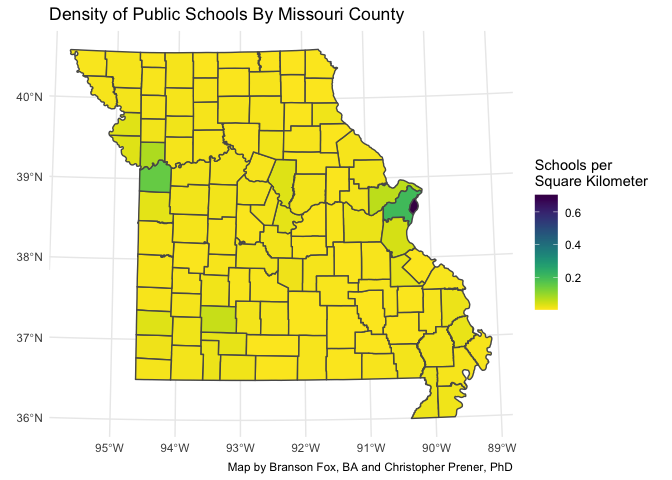 Density of Public Schools By Missouri County
40°N
39°N
38°N
37°N
36°N
95°W
94°W
93°W
92°W
91°W
90°W
89°W
Schools per
Square Kilometer
0.6
0.4
0.2
Map by Branson Fox, BA and Christopher Prener, PhD